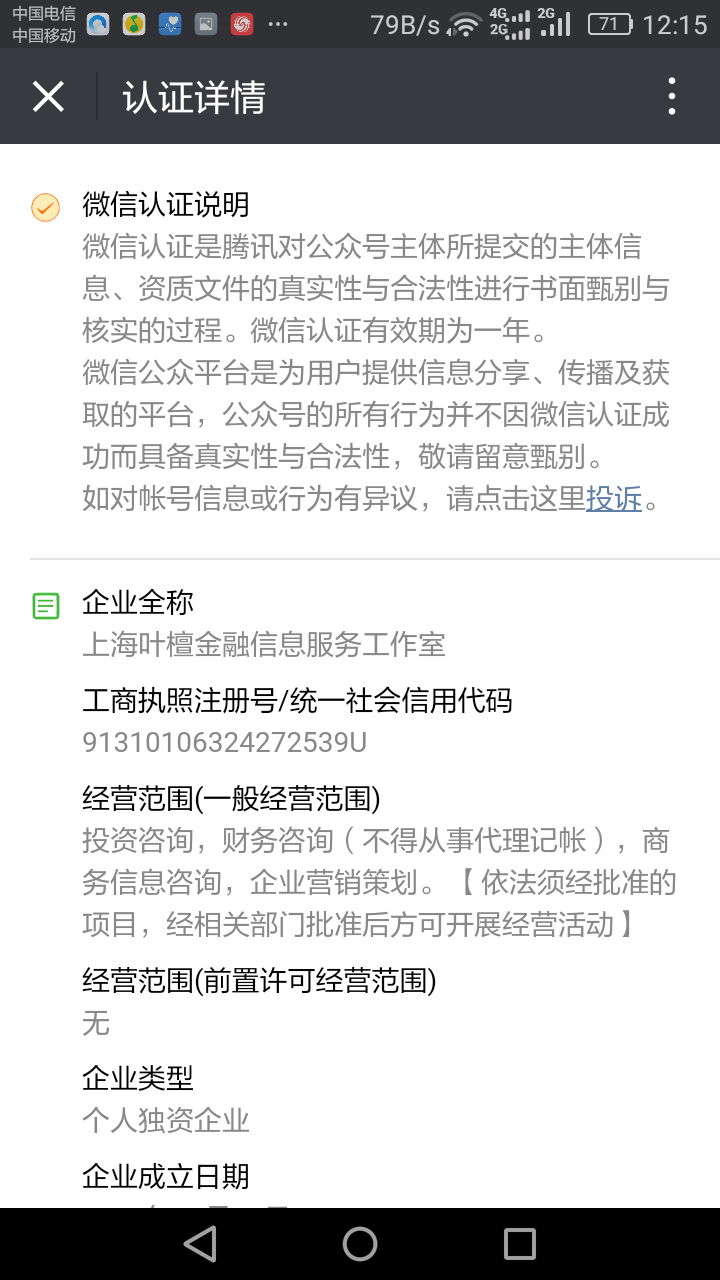 中国电信
中国移动
79B/s
4G
2G
2G
71
12:15
认证详情
微信认证说明
微信认证是腾讯对公众号主体所提交的主体信
息、资质文件的真实性与合法性进行书面甄别与
核实的过程。微信认证有效期为一年。
微信公众平台是为用户提供信息分享、传播及获
取的平台，公众号的所有行为并不因微信认证成
功而具备真实性与合法性，敬请留意甄别。
如对帐号信息或行为有异议，请点击这里投诉。
企业全称
上海叶檀金融信息服务工作室
工商执照注册号/统一社会信用代码
91310106324272539U
经营范围(一般经营范围)
投资咨询，财务咨询（不得从事代理记帐），商
务信息咨询，企业营销策划。【依法须经批准的
项目，经相关部门批准后方可开展经营活动】
经营范围(前置许可经营范围)
无
企业类型
个人独资企业
企业成立日期